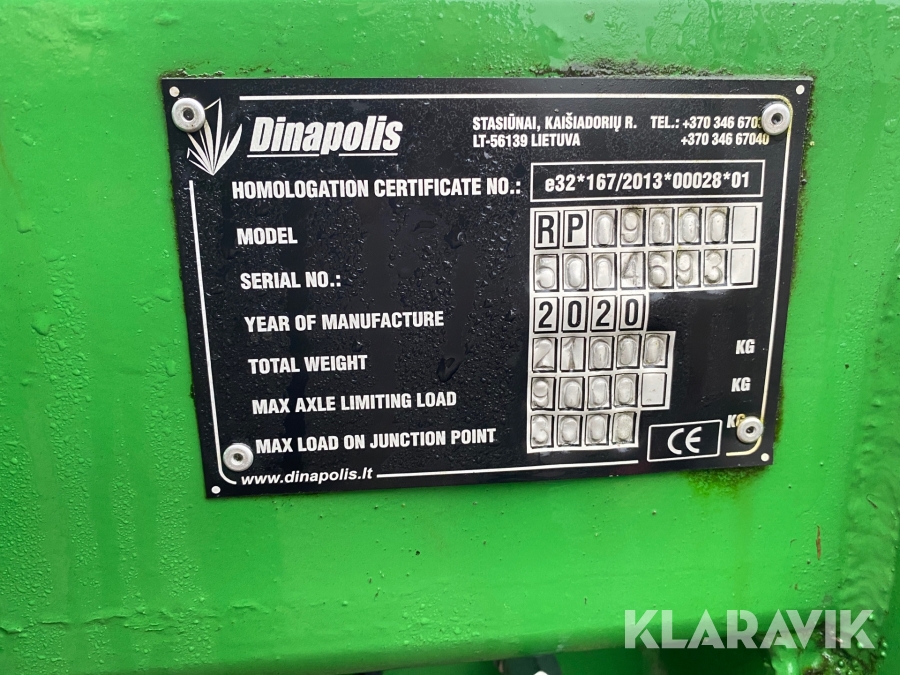 Dinapolis
STASIŪNAI, KAIŠIADORIŲ R. TEL.: +370 346
LT-56139 LIETUVA +370 346 67040
HOMOLOGATION CERTIFICATE NO.: e32*167/2013*00028*01
MODEL RP09100
SERIAL NO.: 5004693
YEAR OF MANUFACTURE 2020
TOTAL WEIGHT 21000 KG
MAX AXLE LIMITING LOAD 9000 KG
MAX LOAD ON JUNCTION POINT 3000 KG
CE
www.dinapolis.lt
KLARAVIK